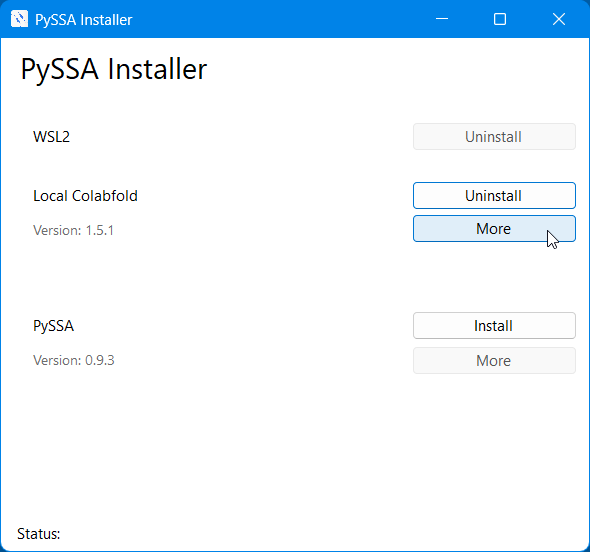 PySSA Installer
PySSA Installer
WSL2 Uninstall
Local Colabfold Uninstall
Version: 1.5.1 More
PySSA Install
Version: 0.9.3 More
Status: